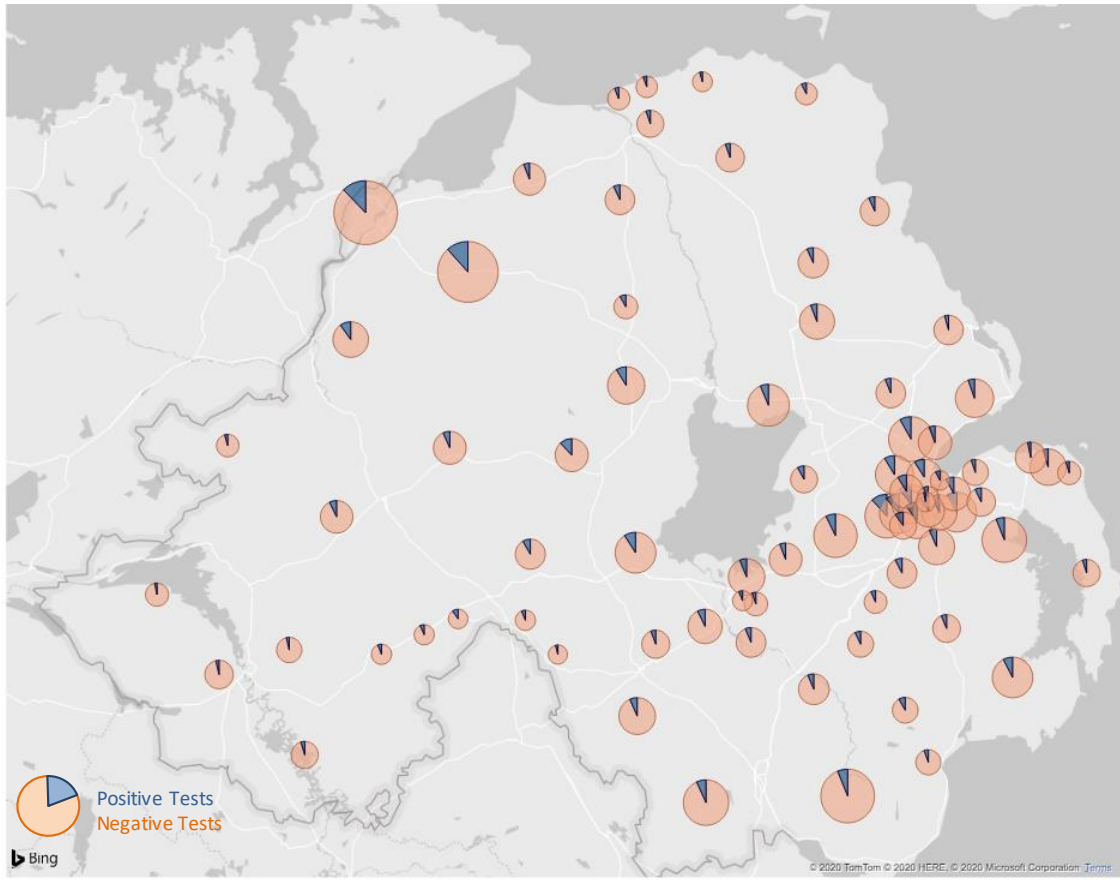 Positive Tests
Negative Tests
Bing
© 2020 TomTom © 2020 HERE, © 2020 Microsoft Corporation Terms